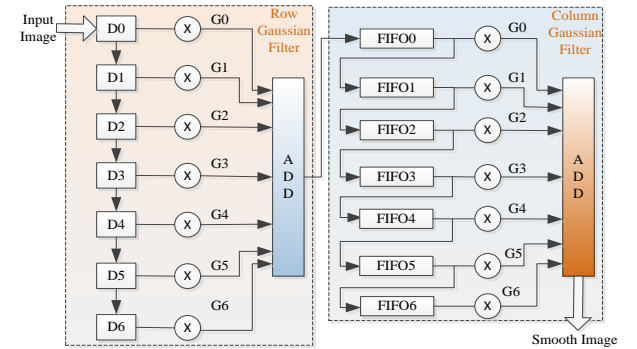 Input
Image
Row
Gaussian
Filter
D0
X
G0
D1
X
G1
D2
X
G2
D3
X
G3
D4
X
G4
D5
X
G5
D6
X
G6
A
D
D
Column
Gaussian
Filter
FIFO0
X
G0
FIFO1
X
G1
FIFO2
X
G2
FIFO3
X
G3
FIFO4
X
G4
FIFO5
X
G5
FIFO6
X
G6
A
D
D
Smooth Image